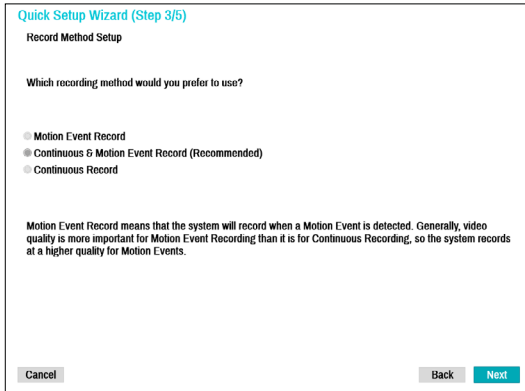 Quick Setup Wizard (Step 3/5)
Record Method Setup
Which recording method would you prefer to use?
Motion Event Record
Continuous & Motion Event Record (Recommended)
Continuous Record
Motion Event Record means that the system will record when a Motion Event is detected. Generally, video
quality is more important for Motion Event Recording than it is for Continuous Recording, so the system records
at a higher quality for Motion Events.
Cancel Back Next